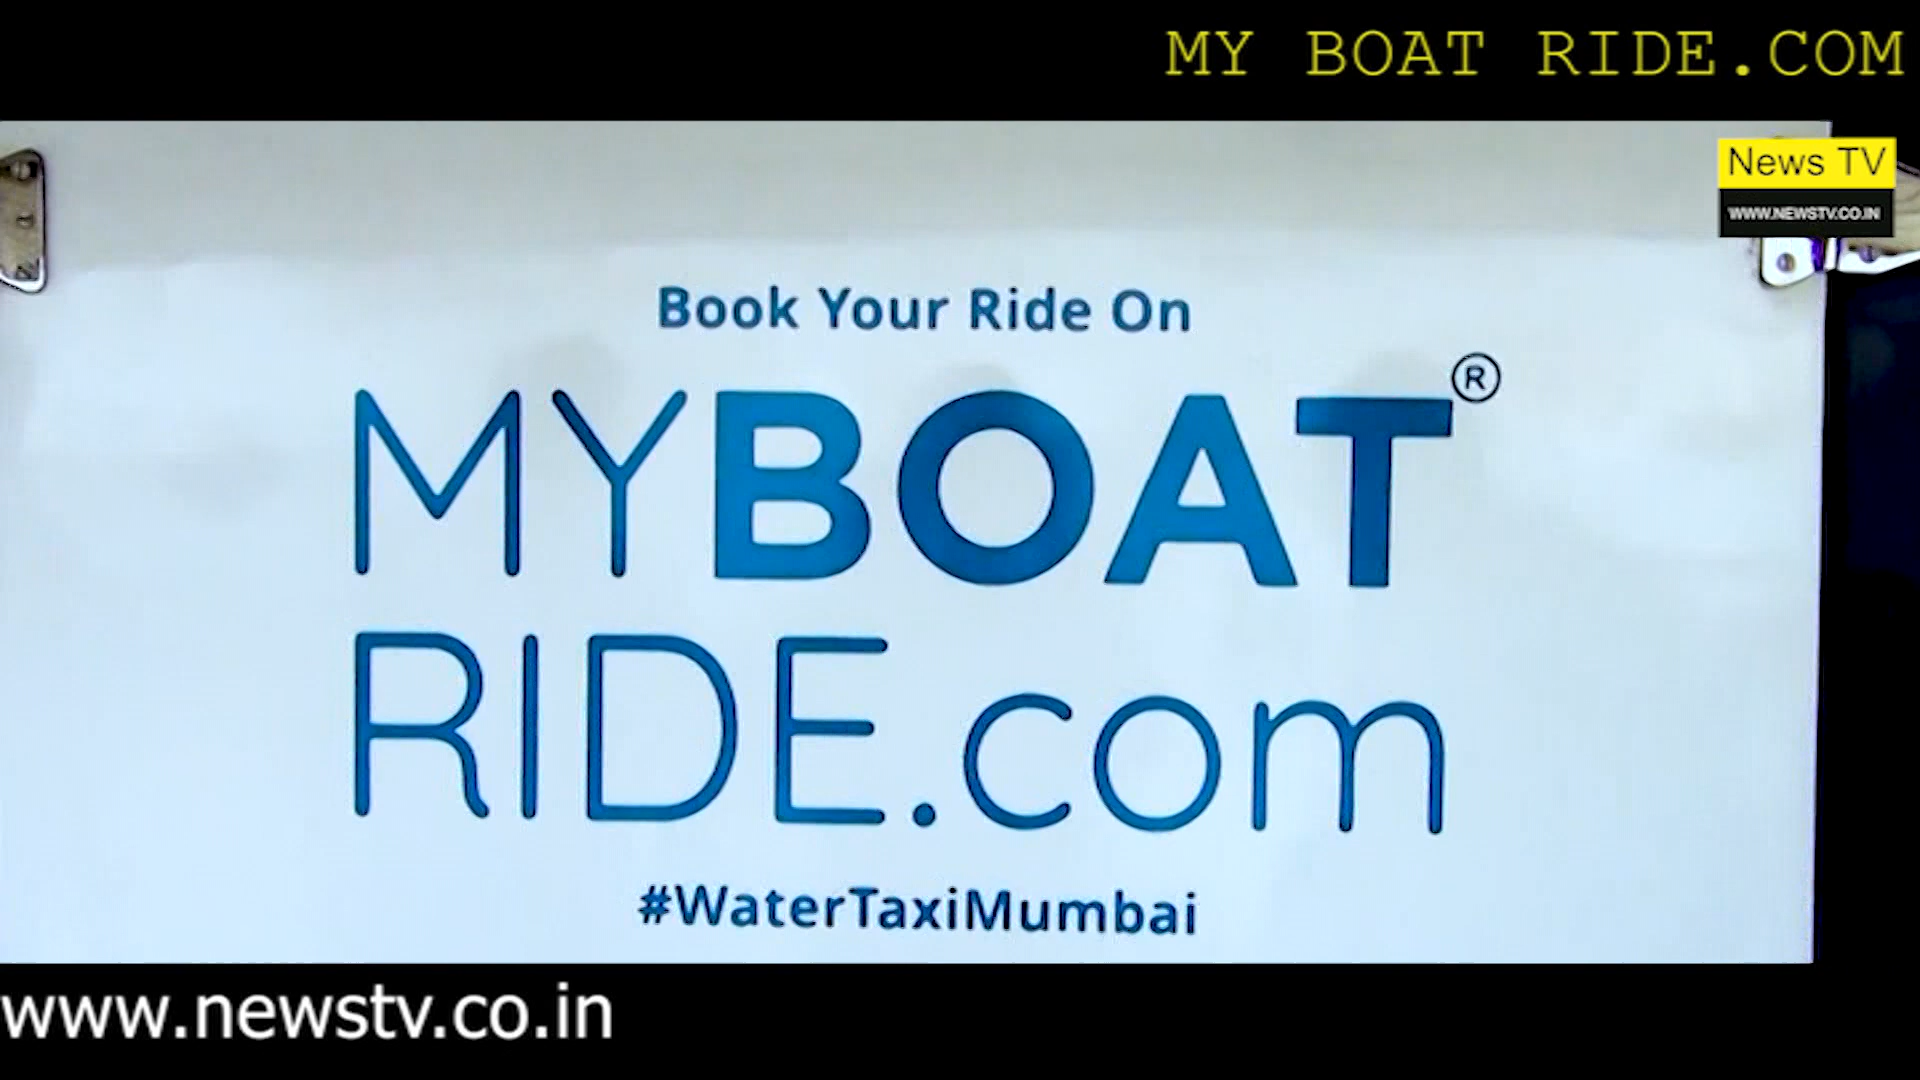 MY BOAT RIDE.COM
News TV
WWW.NEWSTV.CO.IN
Book Your Ride On
MYBOAT®
RIDE.com
#WaterTaxiMumbai
www.newstv.co.in